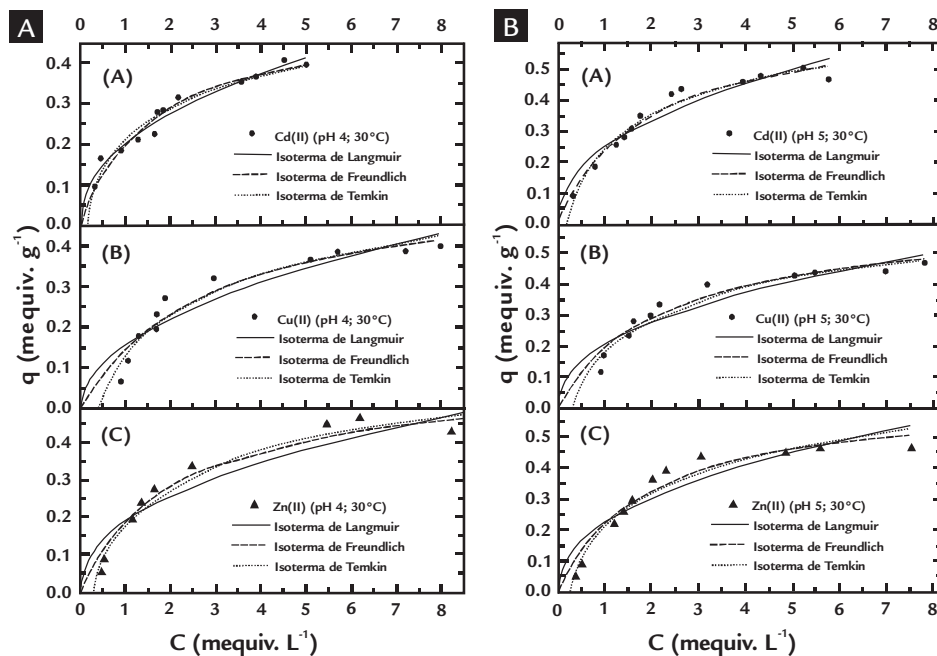 A
0 1 2 3 4 5 6 7 8
0.4
0.3
0.2
0.1
0.0
(A)
Cd(II) (pH 4; 30°C)
Isoterma de Langmuir
Isoterma de Freundlich
Isoterma de Temkin
0.4
0.3
0.2
0.1
0.0
(B)
Cu(II) (pH 4; 30°C)
Isoterma de Langmuir
Isoterma de Freundlich
Isoterma de Temkin
0.4
0.3
0.2
0.1
0.0
(C)
Zn(II) (pH 4; 30°C)
Isoterma de Langmuir
Isoterma de Freundlich
Isoterma de Temkin
0 1 2 3 4 5 6 7 8
q (mequiv. g⁻¹)
C (mequiv. L⁻¹)
B
0 1 2 3 4 5 6 7 8
0.5
0.4
0.3
0.2
0.1
0.0
(A)
Cd(II) (pH 5; 30°C)
Isoterma de Langmuir
Isoterma de Freundlich
Isoterma de Temkin
0.5
0.4
0.3
0.2
0.1
0.0
(B)
Cu(II) (pH 5; 30°C)
Isoterma de Langmuir
Isoterma de Freundlich
Isoterma de Temkin
0.5
0.4
0.3
0.2
0.1
0.0
(C)
Zn(II) (pH 5; 30°C)
Isoterma de Langmuir
Isoterma de Freundlich
Isoterma de Temkin
0 1 2 3 4 5 6 7 8
q (mequiv. g⁻¹)
C (mequiv. L⁻¹)